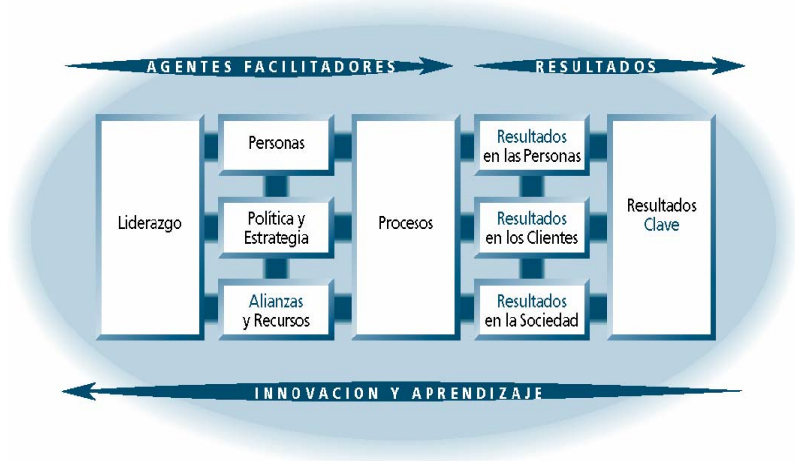 AGENTES FACILITADORES
RESULTADOS
Liderazgo
Personas
Política y
Estrategia
Alianzas
y Recursos
Procesos
Resultados
en las Personas
Resultados
en los Clientes
Resultados
en la Sociedad
Resultados
Clave
INNOVACION Y APRENDIZAJE